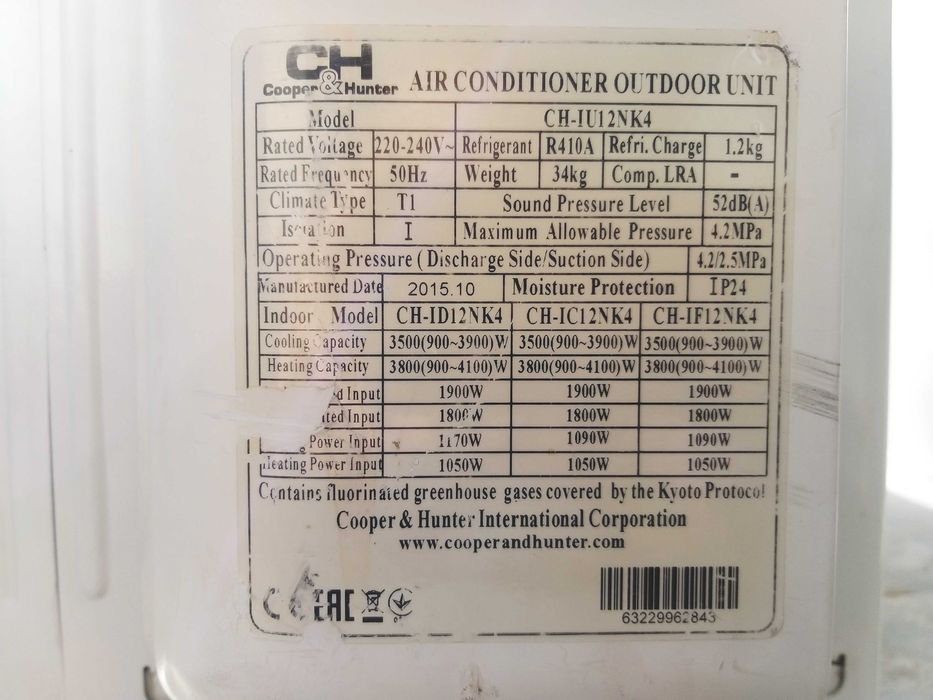 CH
Cooper & Hunter AIR CONDITIONER OUTDOOR UNIT
Model CH-IU12NK4
Rated Voltage 220-240V~ Refrigerant R410A Refri. Charge 1.2kg
Rated Frequency 50Hz Weight 34kg Comp. LRA -
Climate Type T1 Sound Pressure Level 52dB(A)
I Maximum Allowable Pressure 4.2MPa
Operating Pressure (Discharge Side/Suction Side) 4.2/2.5MPa
Manufactured Date 2015.10 Moisture Protection IP24
Indoor Model CH-ID12NK4 CH-IC12NK4 CH-IF12NK4
Cooling Capacity 3500(900~3900)W 3500(900~3900)W 3500(900~3900)W
Heating Capacity 3800(900~4100)W 3800(900~4100)W 3800(900~4100)W
Input 1900W 1900W 1900W
Input 1800W 1800W 1800W
Power Input 1170W 1090W 1090W
Heating Power Input 1050W 1050W 1050W
Contains fluorinated greenhouse gases covered by the Kyoto Protocol
Cooper & Hunter International Corporation
www.cooperandhunter.com
EAC
63229962843